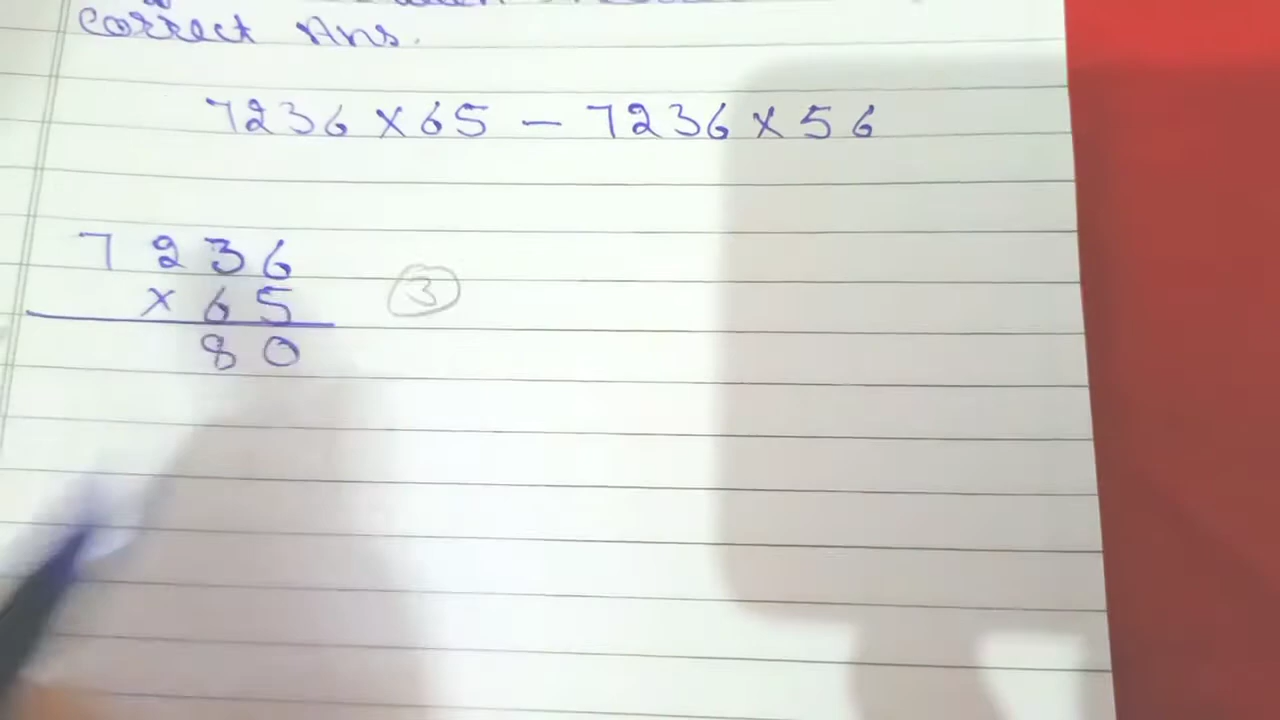 correct Ans.
7236 × 65 - 7236 × 56
7236
× 65 ③
80